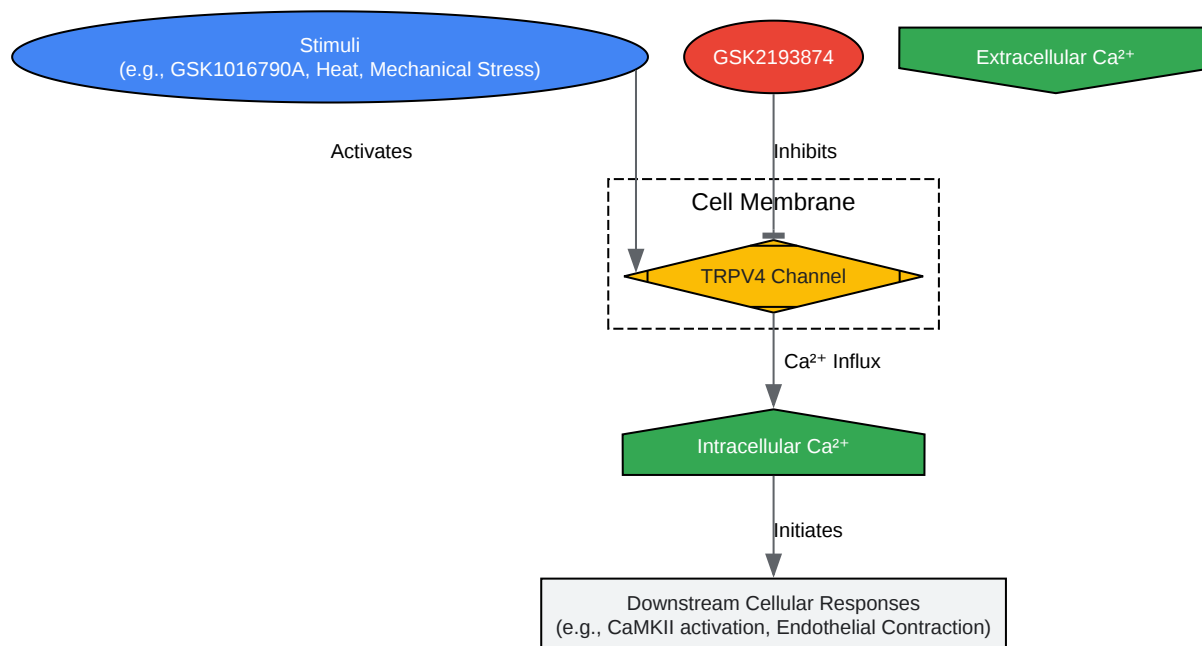 Stimuli
(e.g., GSK1016790A, Heat, Mechanical Stress)
GSK2193874
Extracellular Ca²⁺
Activates
Inhibits
Cell Membrane
TRPV4 Channel
Ca²⁺ Influx
Intracellular Ca²⁺
Initiates
Downstream Cellular Responses
(e.g., CaMKII activation, Endothelial Contraction)